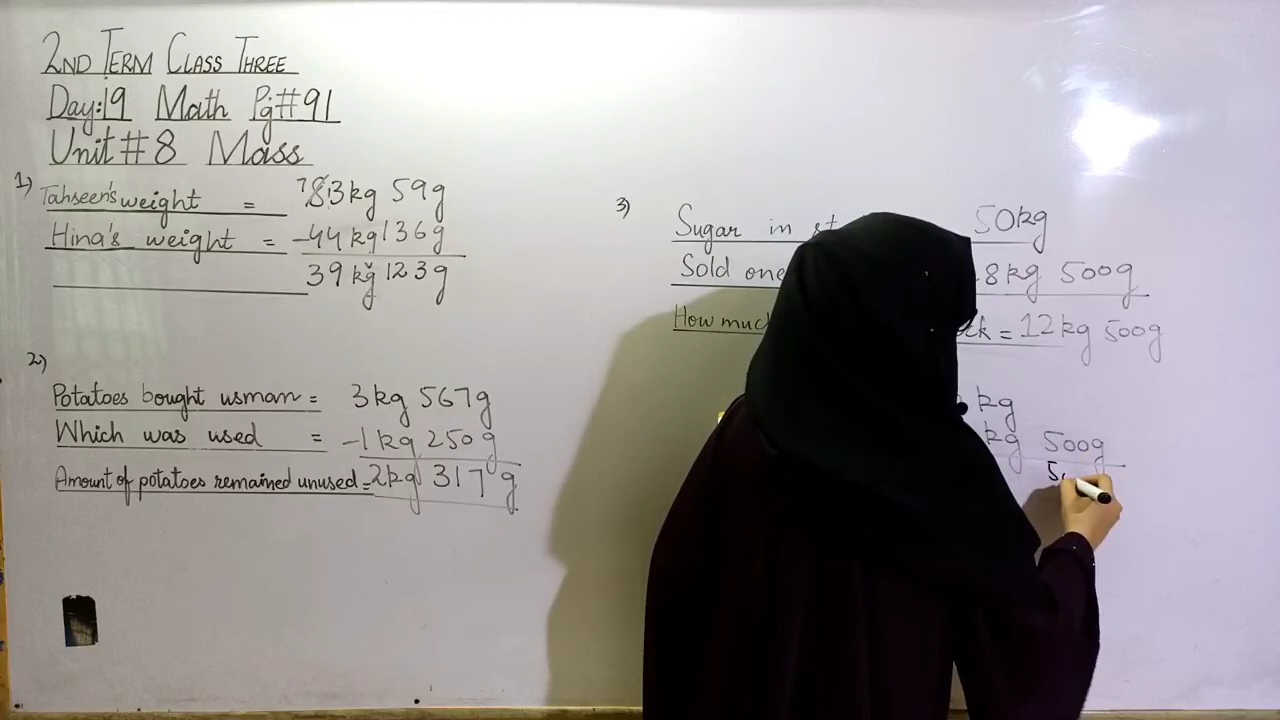 2ND TERM CLASS THREE
Day:19 Math Pg#91
Unit#8 Mass
1) Tahseen's weight = 783kg 59g
Hina's weight = -44kg 136g
39kg 123g
2)
Potatoes bought usman = 3kg 567g
Which was used = -1kg 250g
Amount of potatoes remained unused = 2kg 317g
3)
Sugar in 50kg
Sold one 8kg 500g
How much = 12kg 500g
kg
kg 500g